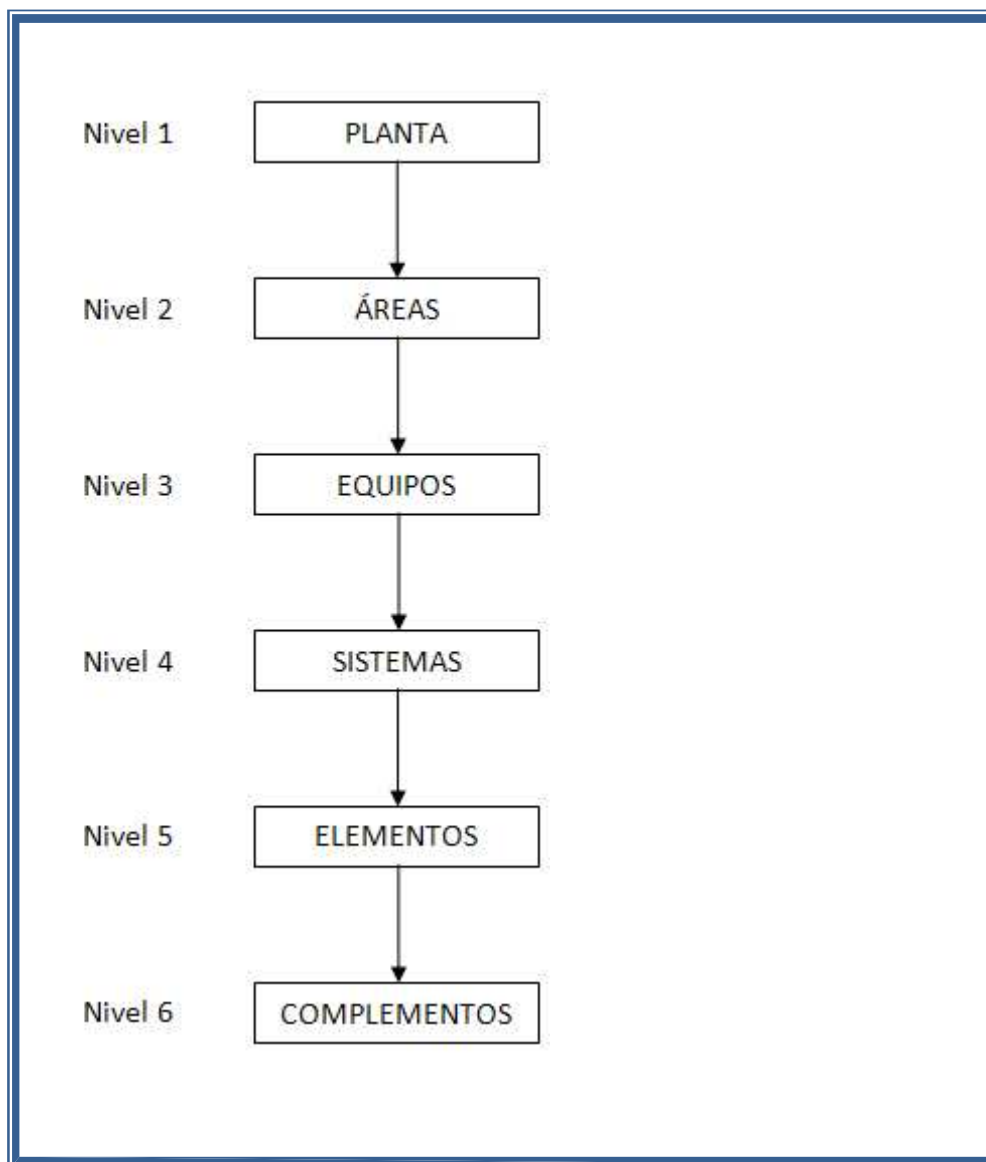 Nivel 1 PLANTA
Nivel 2 ÁREAS
Nivel 3 EQUIPOS
Nivel 4 SISTEMAS
Nivel 5 ELEMENTOS
Nivel 6 COMPLEMENTOS